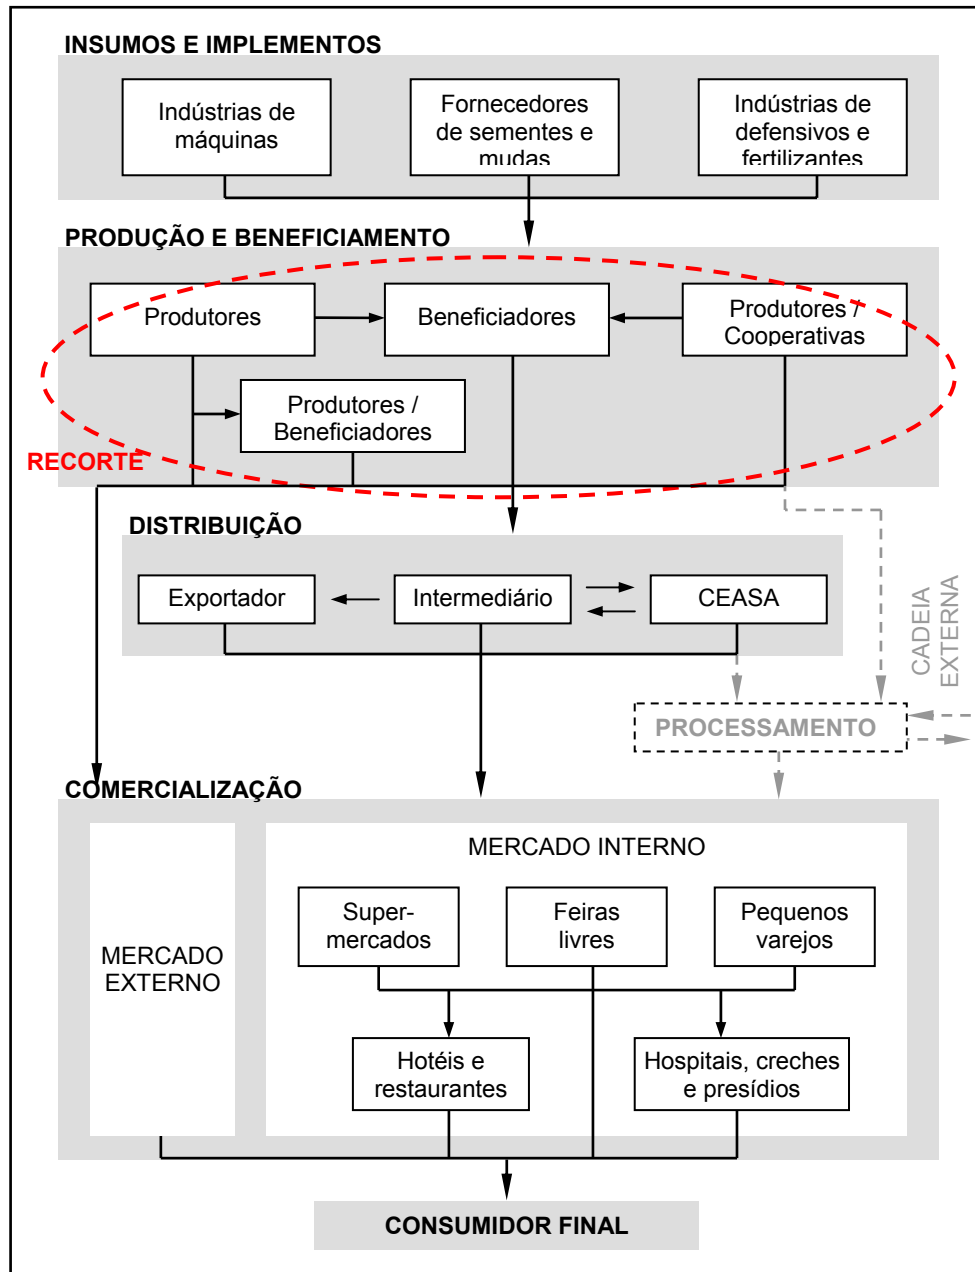 INSUMOS E IMPLEMENTOS
Indústrias de
máquinas
Fornecedores
de sementes e
mudas
Indústrias de
defensivos e
fertilizantes
PRODUÇÃO E BENEFICIAMENTO
Produtores
Beneficiadores
Produtores /
Cooperativas
Produtores /
Beneficiadores
RECORTE
DISTRIBUIÇÃO
Exportador
Intermediário
CEASA
CADEIA
EXTERNA
PROCESSAMENTO
COMERCIALIZAÇÃO
MERCADO
EXTERNO
MERCADO INTERNO
Super-
mercados
Feiras
livres
Pequenos
varejos
Hotéis e
restaurantes
Hospitais, creches
e presídios
CONSUMIDOR FINAL